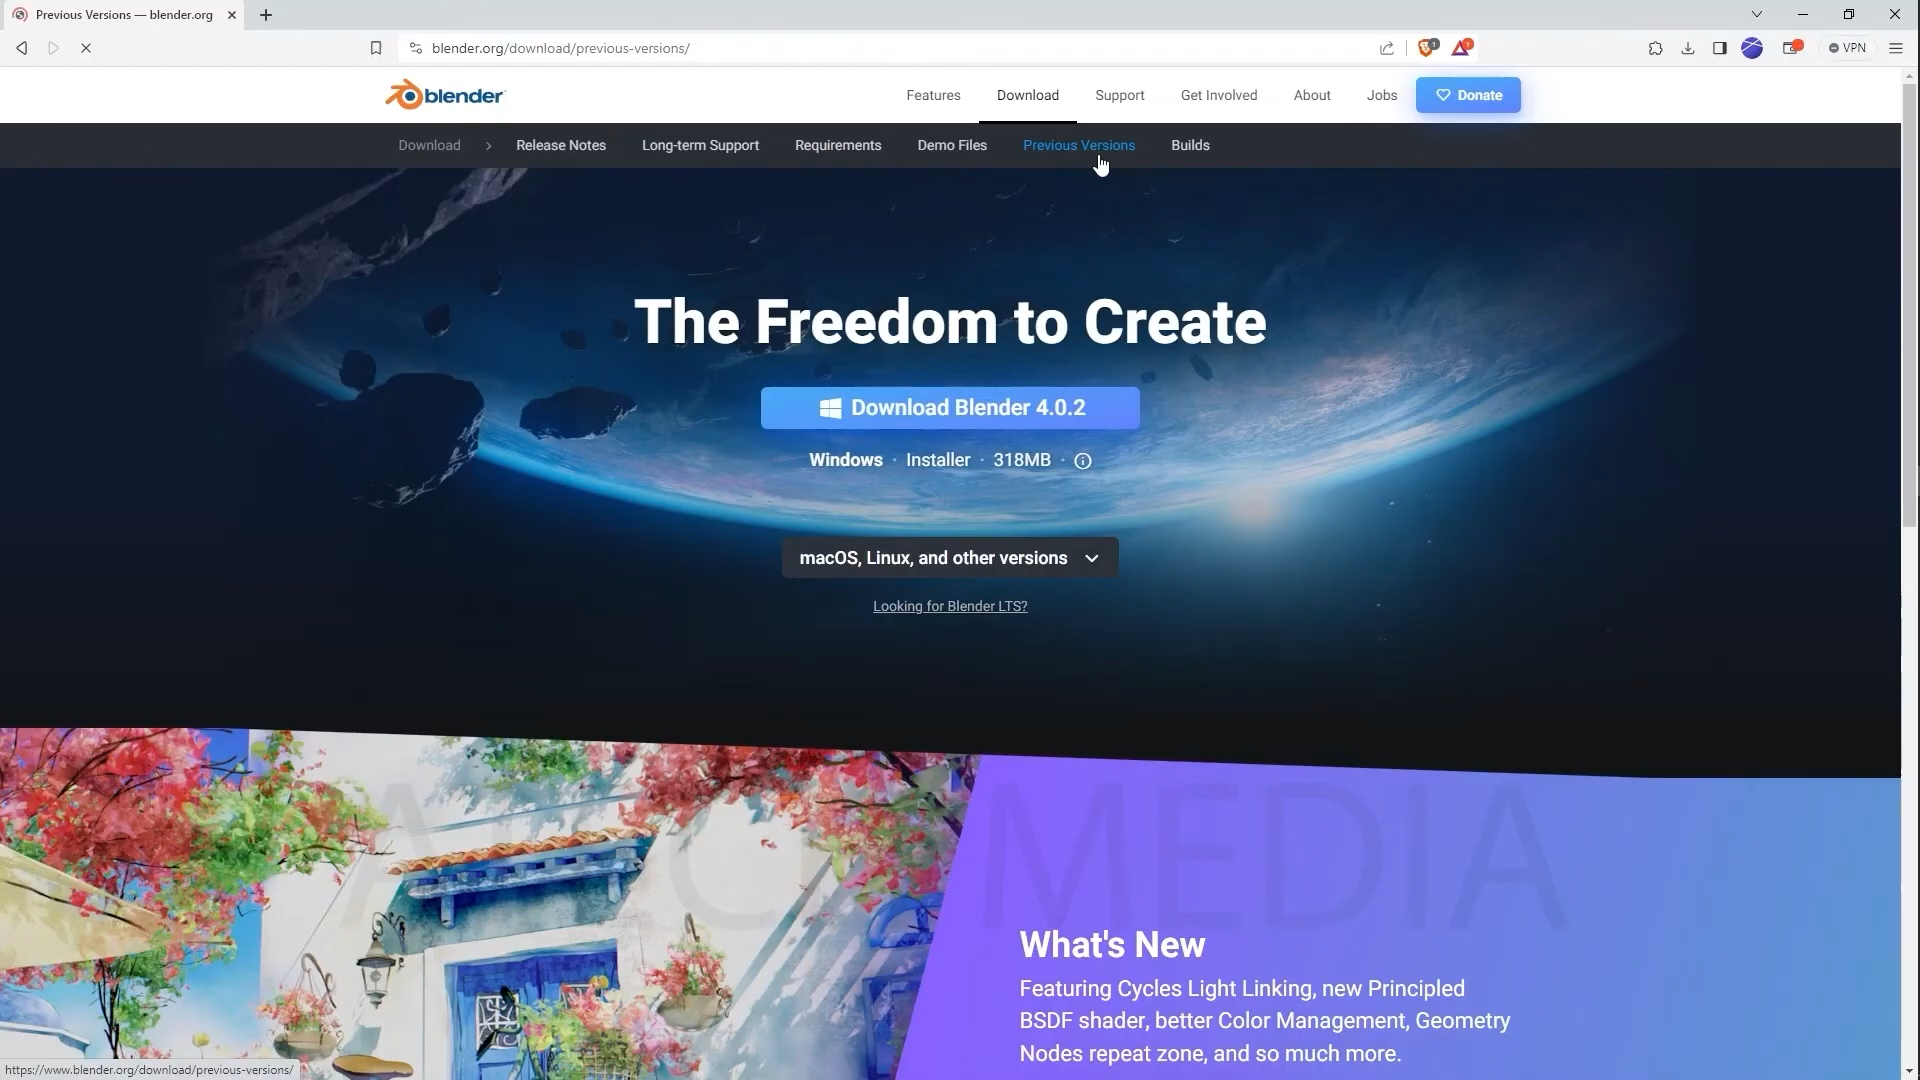 Previous Versions — blender.org
blender.org/download/previous-versions/
1
1
VPN
blender
Features
Download
Support
Get Involved
About
Jobs
Donate
Download
Release Notes
Long-term Support
Requirements
Demo Files
Previous Versions
Builds
The Freedom to Create
Download Blender 4.0.2
Windows · Installer · 318MB ·
macOS, Linux, and other versions
Looking for Blender LTS?
MEDIA
What's New
Featuring Cycles Light Linking, new Principled
BSDF shader, better Color Management, Geometry
Nodes repeat zone, and so much more.
https://www.blender.org/download/previous-versions/